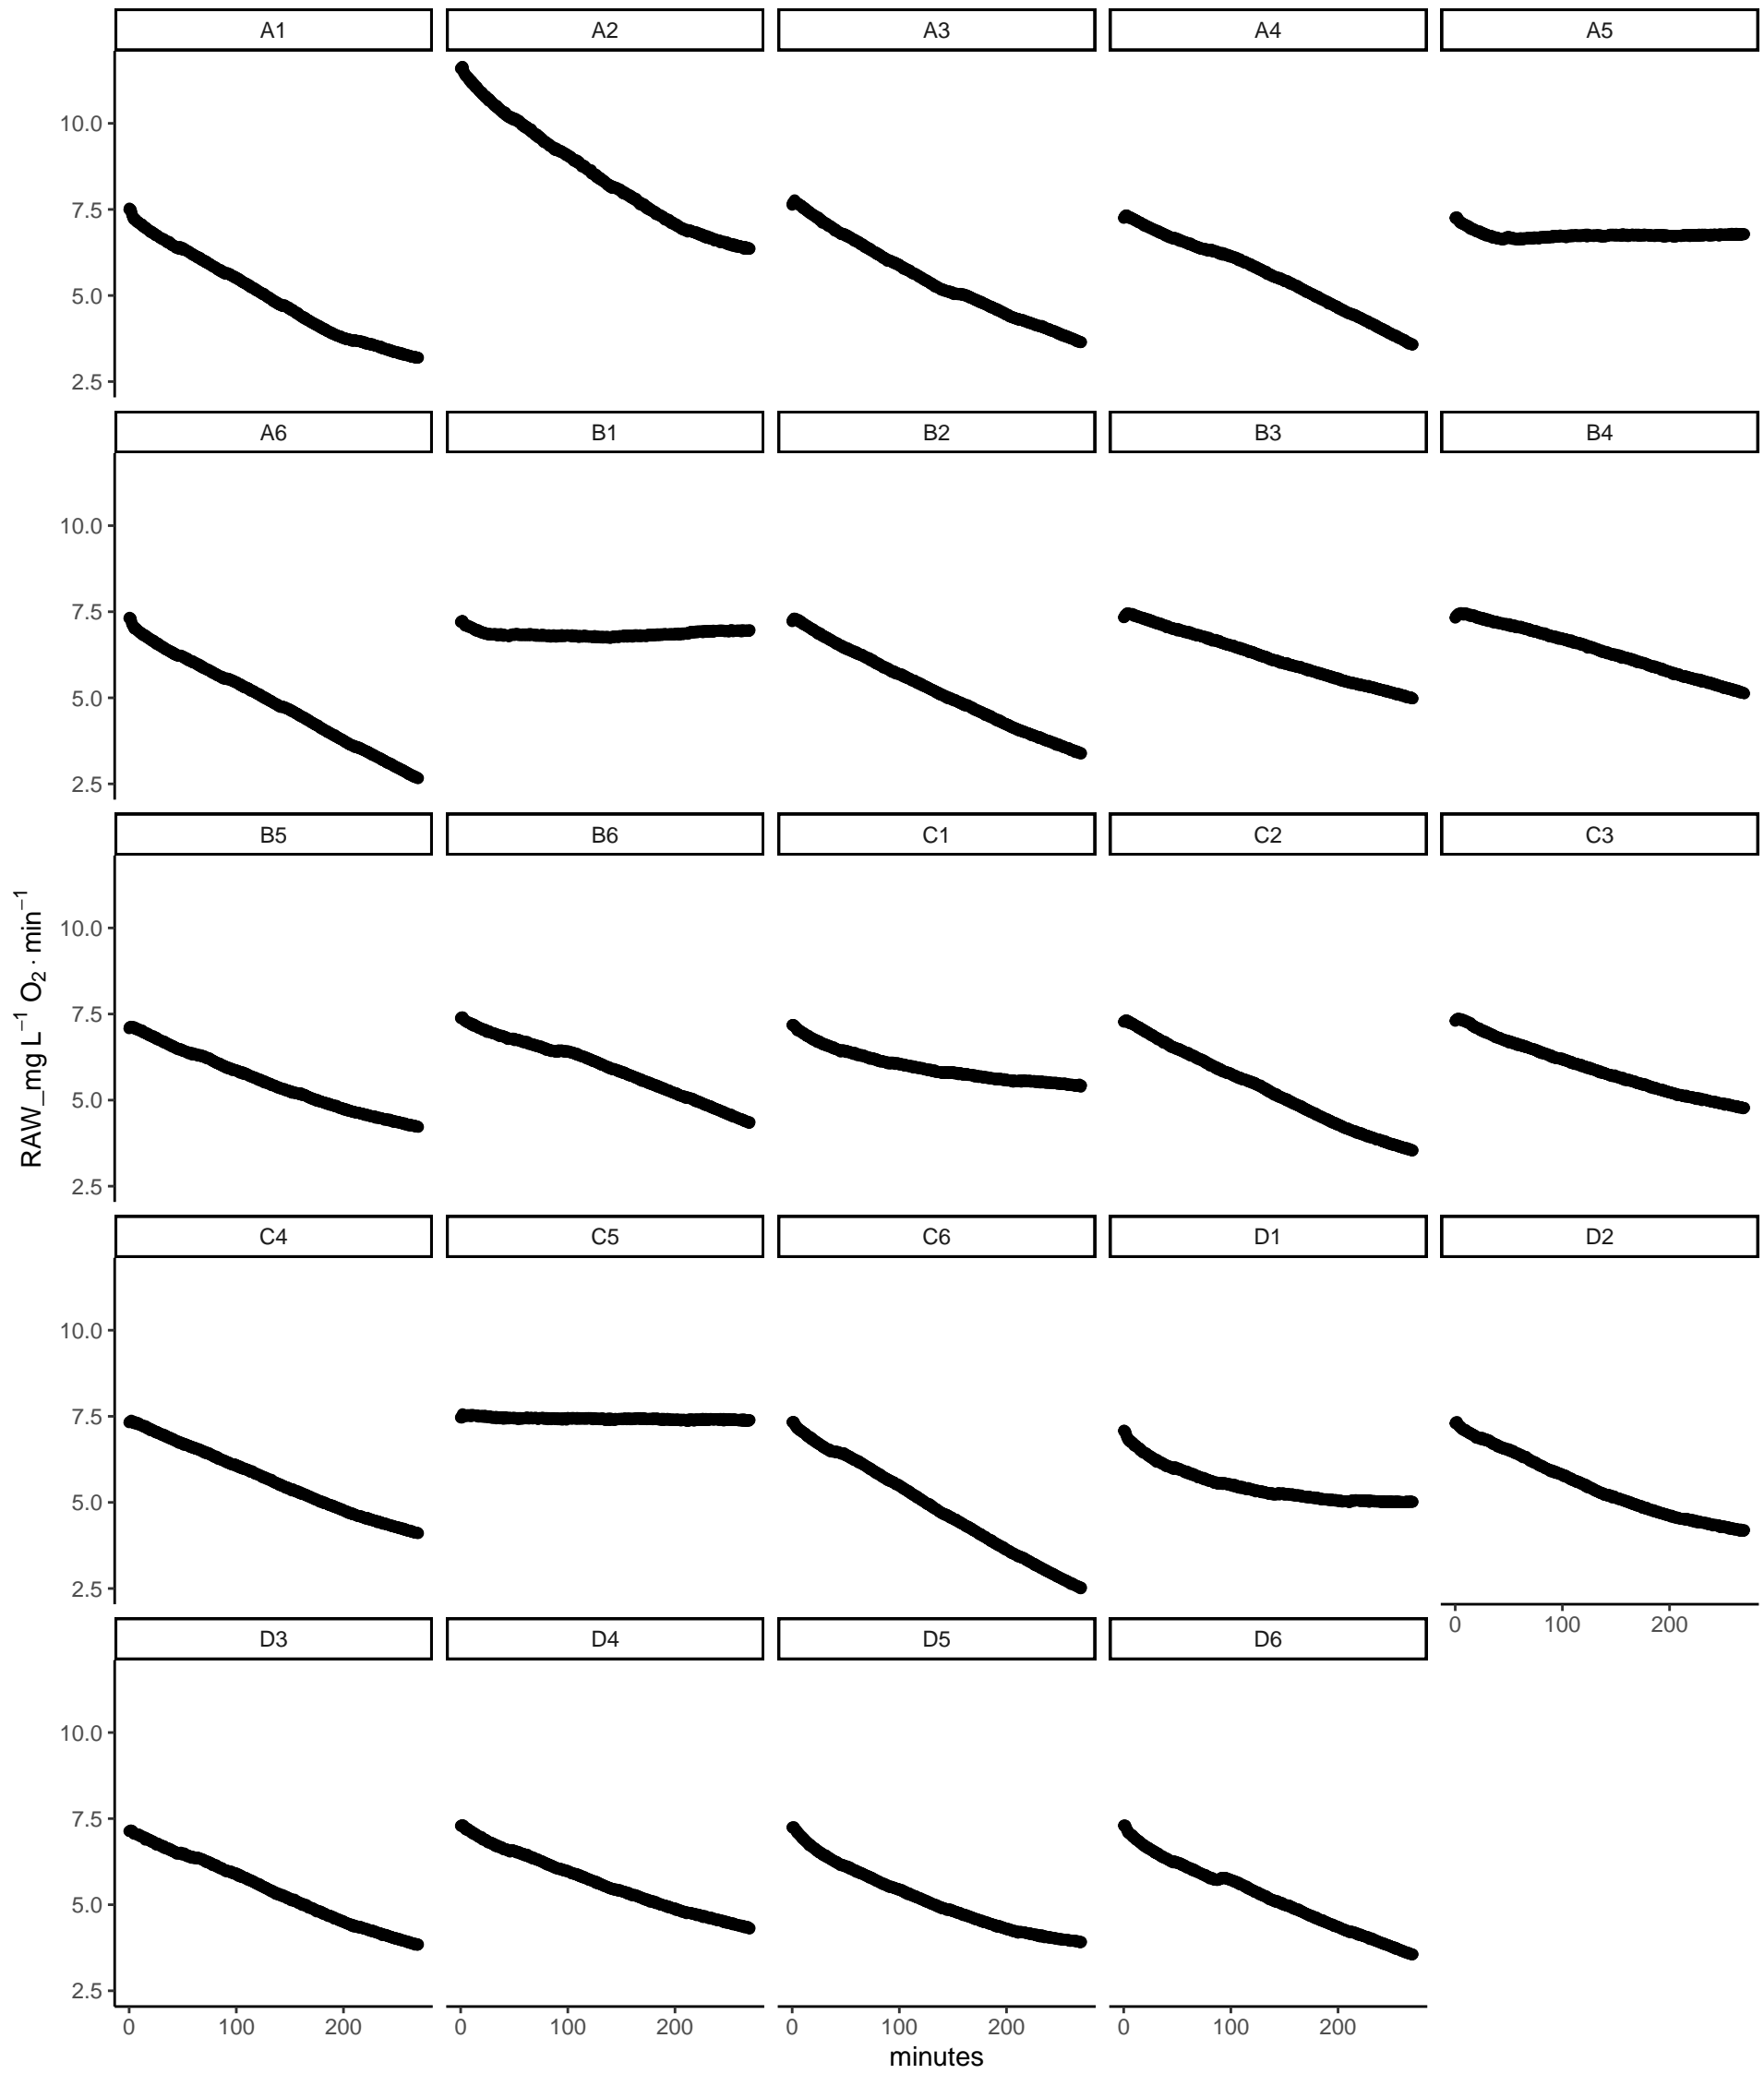 A1 A2 A3 A4 A5
10.0
7.5
5.0
2.5
A6 B1 B2 B3 B4
10.0
7.5
5.0
2.5
B5 B6 C1 C2 C3
10.0
7.5
5.0
2.5
RAW_mg L⁻¹ O₂ · min⁻¹
C4 C5 C6 D1 D2
10.0
7.5
5.0
2.5
0 100 200
D3 D4 D5 D6
10.0
7.5
5.0
2.5
0 100 200 0 100 200 0 100 200 0 100 200
minutes